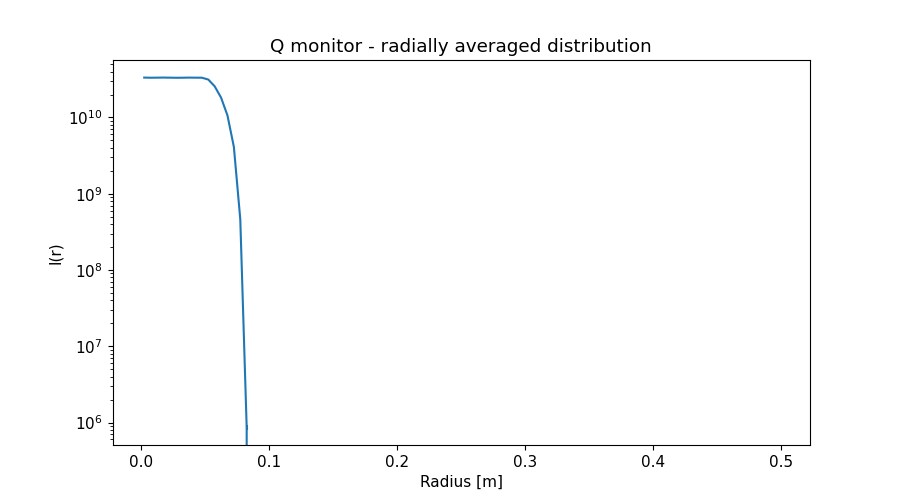 Q monitor - radially averaged distribution
I(r)
10¹⁰
10⁹
10⁸
10⁷
10⁶
0.0 0.1 0.2 0.3 0.4 0.5
Radius [m]